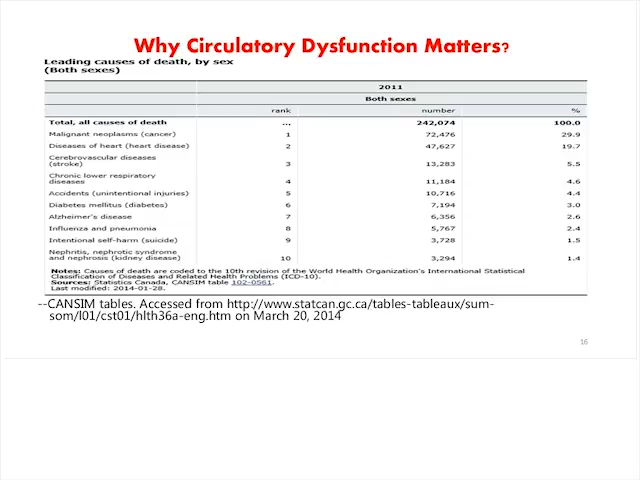 Why Circulatory Dysfunction Matters?
Leading causes of death, by sex
(Both sexes)
2011
Both sexes
rank number %
Total, all causes of death ... 242,074 100.0
Malignant neoplasms (cancer) 1 72,476 29.9
Diseases of heart (heart disease) 2 47,627 19.7
Cerebrovascular diseases
(stroke) 3 13,283 5.5
Chronic lower respiratory
diseases 4 11,184 4.6
Accidents (unintentional injuries) 5 10,716 4.4
Diabetes mellitus (diabetes) 6 7,194 3.0
Alzheimer's disease 7 6,356 2.6
Influenza and pneumonia 8 5,767 2.4
Intentional self-harm (suicide) 9 3,728 1.5
Nephritis, nephrotic syndrome
and nephrosis (kidney disease) 10 3,294 1.4
Notes: Causes of death are coded to the 10th revision of the World Health Organization's International Statistical
Classification of Diseases and Related Health Problems (ICD-10).
Sources: Statistics Canada, CANSIM table 102-0561.
Last modified: 2014-01-28.
--CANSIM tables. Accessed from http://www.statcan.gc.ca/tables-tableaux/sum-
som/l01/cst01/hlth36a-eng.htm on March 20, 2014
16